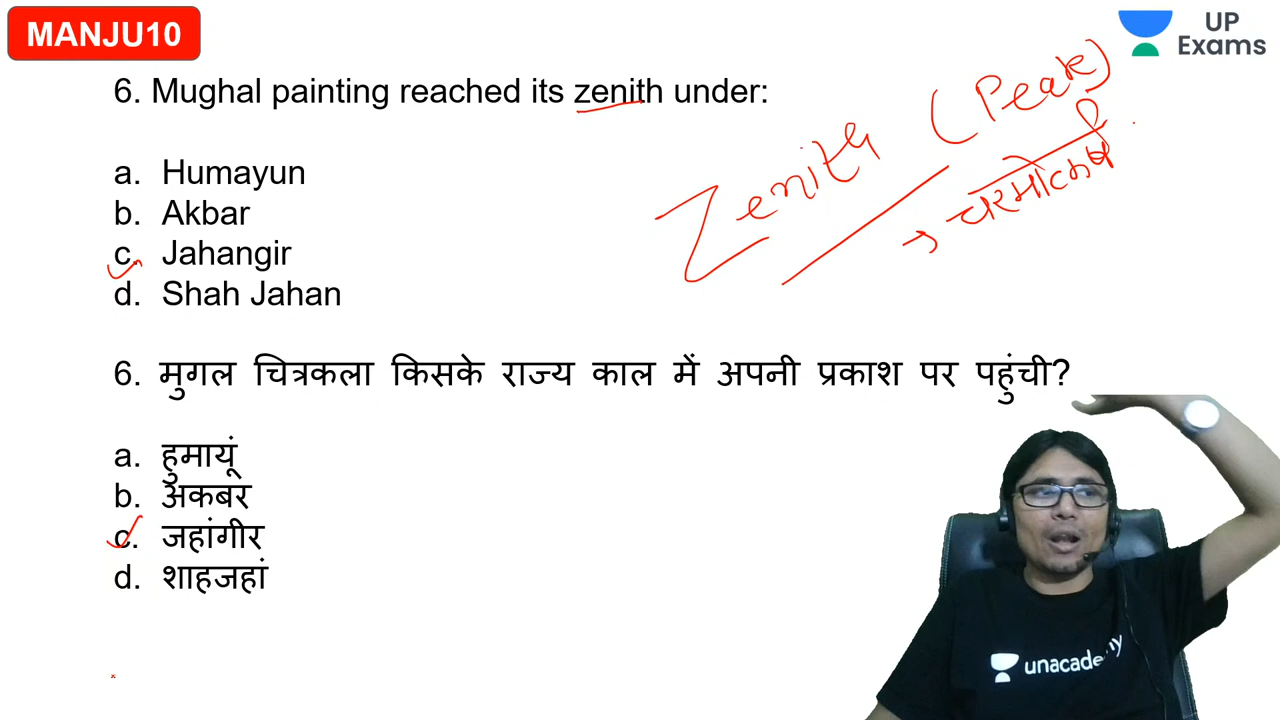 MANJU10
UP
Exams
6. Mughal painting reached its zenith under:
Zenith (Peak)
→ चरमोत्कर्ष
a. Humayun
b. Akbar
c. Jahangir
d. Shah Jahan
6. मुगल चित्रकला किसके राज्य काल में अपनी प्रकाश पर पहुंची?
a. हुमायूं
b. अकबर
c. जहांगीर
d. शाहजहां
unacademy